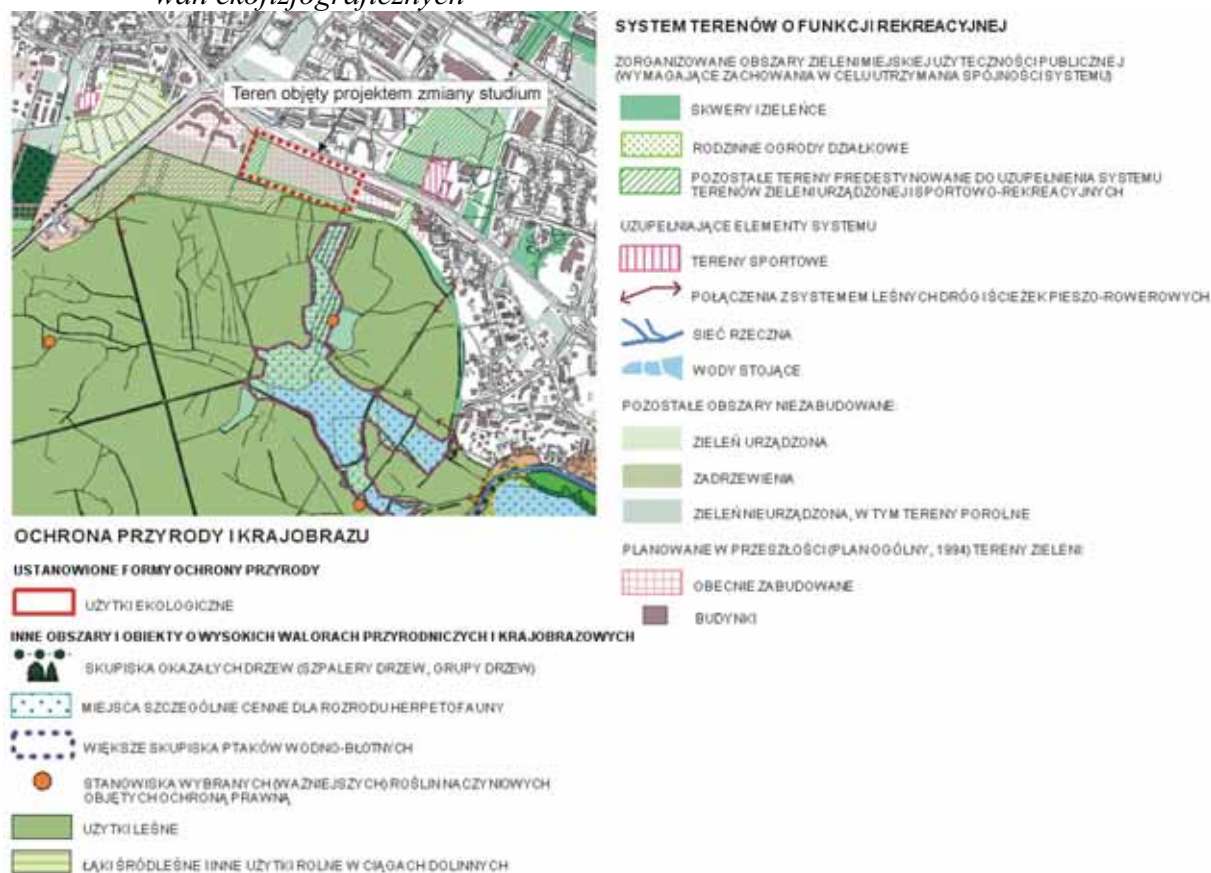 wań ekofizjograficznych
Teren objęty projektem zmiany studium
OCHRONA PRZYRODY I KRAJOBRAZU
USTANOWIONE FORMY OCHRONY PRZYRODY
UŻYTKI EKOLOGICZNE
INNE OBSZARY I OBIEKTY O WYSOKICH WALORACH PRZYRODNICZYCH I KRAJOBRAZOWYCH
SKUPISKA OKAZAŁYCH DRZEW (SZPALERY DRZEW, GRUPY DRZEW)
MIEJSCA SZCZEGÓLNIE CENNE DLA ROZRODU HERPETOFAUNY
WIĘKSZE SKUPISKA PTAKÓW WODNO-BŁOTNYCH
STANOWISKA WYBRANYCH (WAŻNIEJSZYCH) ROŚLIN NACZYNIOWYCH
OBJĘTYCH OCHRONĄ PRAWNĄ
UŻYTKI LEŚNE
ŁĄKI ŚRÓDLEŚNE I INNE UŻYTKI ROLNE W CIĄGACH DOLINNYCH
SYSTEM TERENÓW O FUNKCJI REKREACYJNEJ
ZORGANIZOWANE OBSZARY ZIELENI MIEJSKIEJ UŻYTECZNOŚCI PUBLICZNEJ
(WYMAGAJĄCE ZACHOWANIA W CELU UTRZYMANIA SPÓJNOŚCI SYSTEMU)
SKWERY I ZIELEŃCE
RODZINNE OGRODY DZIAŁKOWE
POZOSTAŁE TERENY PREDESTYNOWANE DO UZUPEŁNIENIA SYSTEMU
TERENÓW ZIELENI URZĄDZONEJ I SPORTOWO-REKREACYJNYCH
UZUPEŁNIAJĄCE ELEMENTY SYSTEMU
TERENY SPORTOWE
POŁĄCZENIA Z SYSTEMEM LEŚNYCH DRÓG I ŚCIEŻEK PIESZO-ROWEROWYCH
SIEĆ RZECZNA
WODY STOJĄCE
POZOSTAŁE OBSZARY NIEZABUDOWANE:
ZIELEŃ URZĄDZONA
ZADRZEWIENIA
ZIELEŃ NIEURZĄDZONA, W TYM TERENY POROLNE
PLANOWANE W PRZESZŁOŚCI (PLAN OGÓLNY, 1994) TERENY ZIELENI:
OBECNIE ZABUDOWANE
BUDYNKI